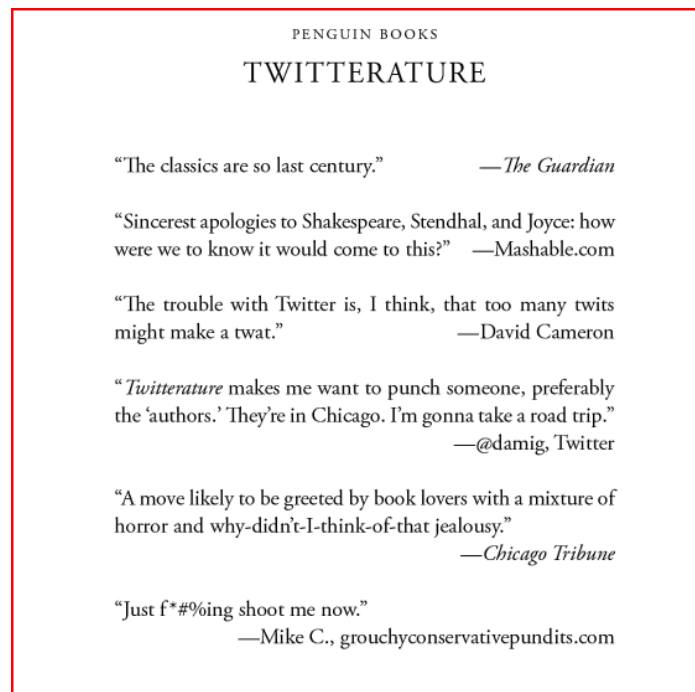 PENGUIN BOOKS
TWITTERATURE
“The classics are so last century.” —The Guardian
“Sincerest apologies to Shakespeare, Stendhal, and Joyce: how
were we to know it would come to this?” —Mashable.com
“The trouble with Twitter is, I think, that too many twits
might make a twat.” —David Cameron
“Twitterature makes me want to punch someone, preferably
the ‘authors.’ They’re in Chicago. I’m gonna take a road trip.”
—@damig, Twitter
“A move likely to be greeted by book lovers with a mixture of
horror and why-didn’t-I-think-of-that jealousy.”
—Chicago Tribune
“Just f*#%ing shoot me now.”
—Mike C., grouchyconservativepundits.com